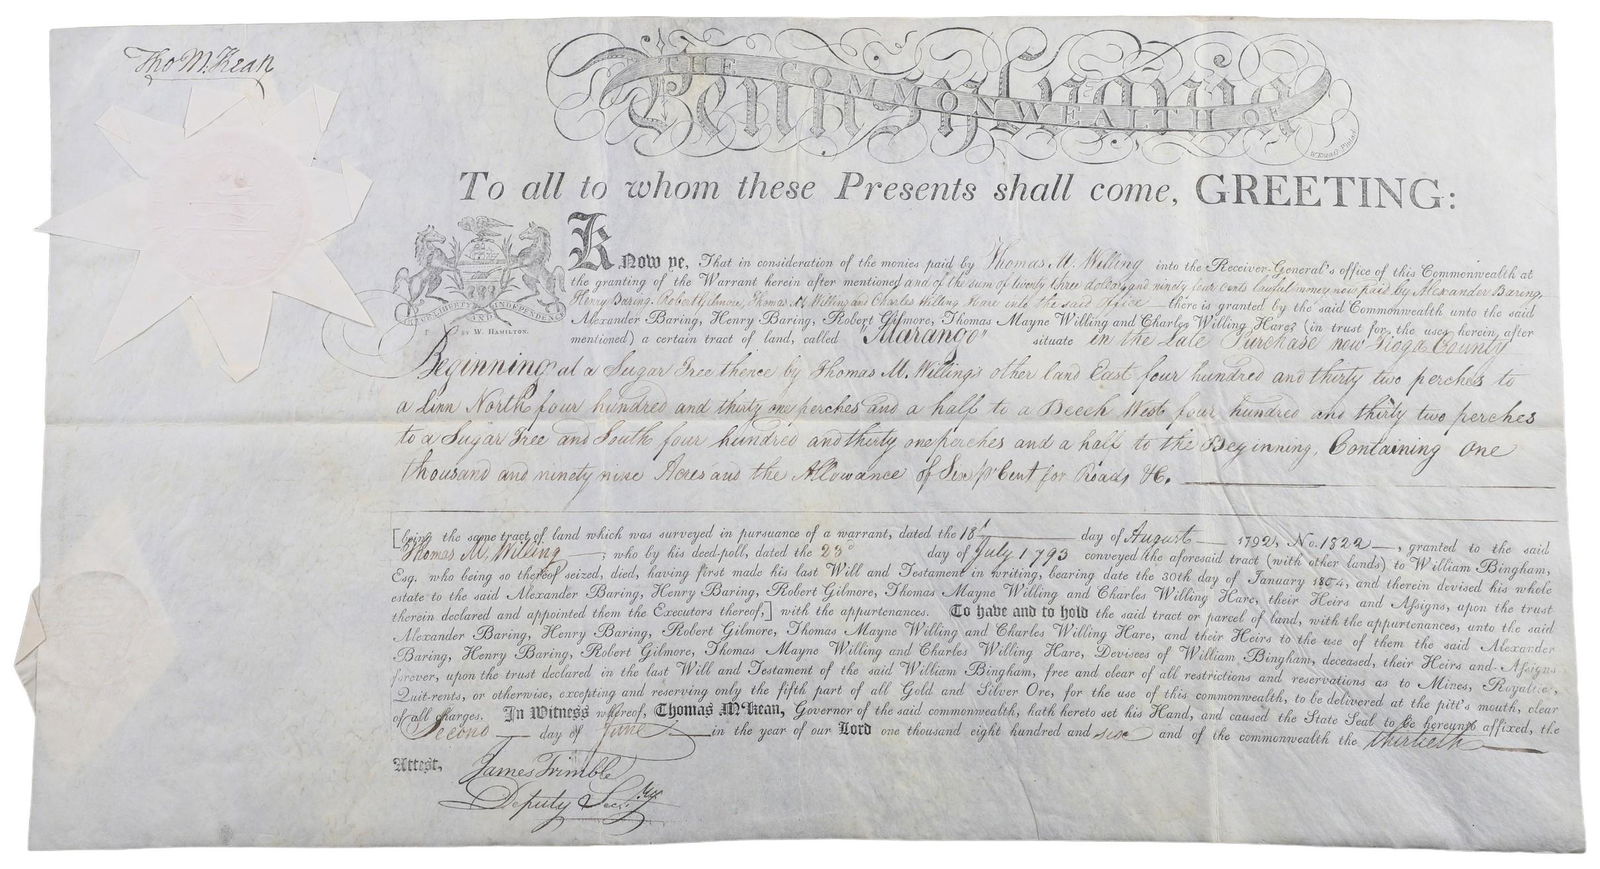 Tho M:Kean
THE COMMONWEALTH OF
Pennsylvania
To all to whom these Presents shall come, GREETING:
VIRTUE LIBERTY AND INDEPENDENCE
BY W. HAMILTON.
Know ye, That in consideration of the monies paid by Thomas M. Willing into the Receiver-General's office of this Commonwealth at
the granting of the Warrant herein after mentioned and of the sum of twenty three dollars and ninety four cents lawful money now paid by Alexander Baring,
Henry Baring, Robert Gilmore, Thomas M Willing and Charles Willing Hare into the said office — there is granted by the said Commonwealth unto the said
Alexander Baring, Henry Baring, Robert Gilmore, Thomas Mayne Willing and Charles Willing Hare, (in trust for the uses herein after
mentioned) a certain tract of land, called "Marango" situate in the Late Purchase now Tioga County
Beginning at a Sugar Tree thence by Thomas M. Willing's other land East four hundred and thirty two perches to
a Linn North four hundred and thirty one perches and a half to a Beech West four hundred and thirty two perches
to a Sugar Tree and South four hundred and thirty one perches and a half to the Beginning, Containing one
thousand and ninety nine Acres and the Allowance of Six pr Cent for Roads &c.
[being the same tract of land which was surveyed in pursuance of a warrant, dated the 18t day of August 1792, No. 1822 —, granted to the said
Thomas M. Willing —, who by his deed-poll, dated the 23d day of July 1793 conveyed the aforesaid tract (with other lands) to William Bingham,
Esq. who being so thereof seized, died, having first made his last Will and Testament in writing, bearing date the 30th day of January 1804, and therein devised his whole
estate to the said Alexander Baring, Henry Baring, Robert Gilmore, Thomas Mayne Willing and Charles Willing Hare, their Heirs and Assigns, upon the trust
therein declared and appointed them the Executors thereof,] with the appurtenances. To have and to hold the said tract or parcel of land, with the appurtenances, unto the said
Alexander Baring, Henry Baring, Robert Gilmore, Thomas Mayne Willing and Charles Willing Hare, and their Heirs to the use of them the said Alexander
Baring, Henry Baring, Robert Gilmore, Thomas Mayne Willing and Charles Willing Hare, Devisees of William Bingham, deceased, their Heirs and Assigns
forever, upon the trust declared in the last Will and Testament of the said William Bingham, free and clear of all restrictions and reservations as to Mines, Royalties,
Quit-rents, or otherwise, excepting and reserving only the fifth part of all Gold and Silver Ore, for the use of this commonwealth, to be delivered at the pitt's mouth, clear
of all charges. In Witness whereof, Thomas M'Kean, Governor of the said commonwealth, hath hereto set his Hand, and caused the State Seal to be hereunto affixed, the
Second — day of June — in the year of our Lord one thousand eight hundred and six and of the commonwealth the thirtieth
Attest, James Trimble
Deputy Secry